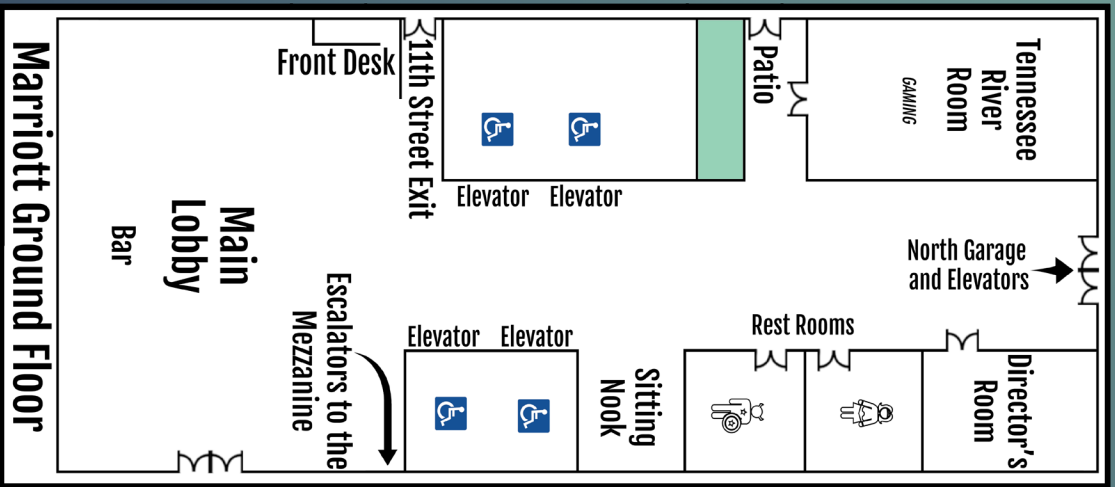 Marriott Ground Floor
Front Desk
11th Street Exit
Patio
Tennessee
River
Room
GAMING
Elevator
Elevator
Main
Lobby
Bar
North Garage
and Elevators
Escalators to the
Mezzanine
Elevator
Elevator
Sitting
Nook
Rest Rooms
Director's
Room